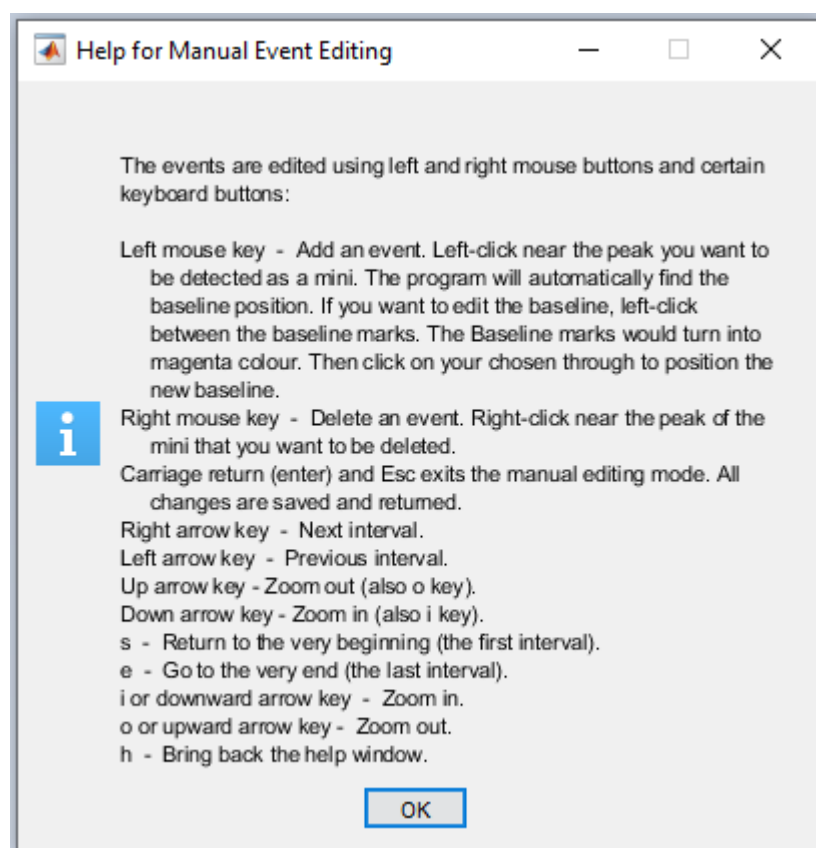 Help for Manual Event Editing
The events are edited using left and right mouse buttons and certain
keyboard buttons:
Left mouse key - Add an event. Left-click near the peak you want to
be detected as a mini. The program will automatically find the
baseline position. If you want to edit the baseline, left-click
between the baseline marks. The Baseline marks would turn into
magenta colour. Then click on your chosen through to position the
new baseline.
Right mouse key - Delete an event. Right-click near the peak of the
mini that you want to be deleted.
Carriage return (enter) and Esc exits the manual editing mode. All
changes are saved and returned.
Right arrow key - Next interval.
Left arrow key - Previous interval.
Up arrow key - Zoom out (also o key).
Down arrow key - Zoom in (also i key).
s - Return to the very beginning (the first interval).
e - Go to the very end (the last interval).
i or downward arrow key - Zoom in.
o or upward arrow key - Zoom out.
h - Bring back the help window.
OK